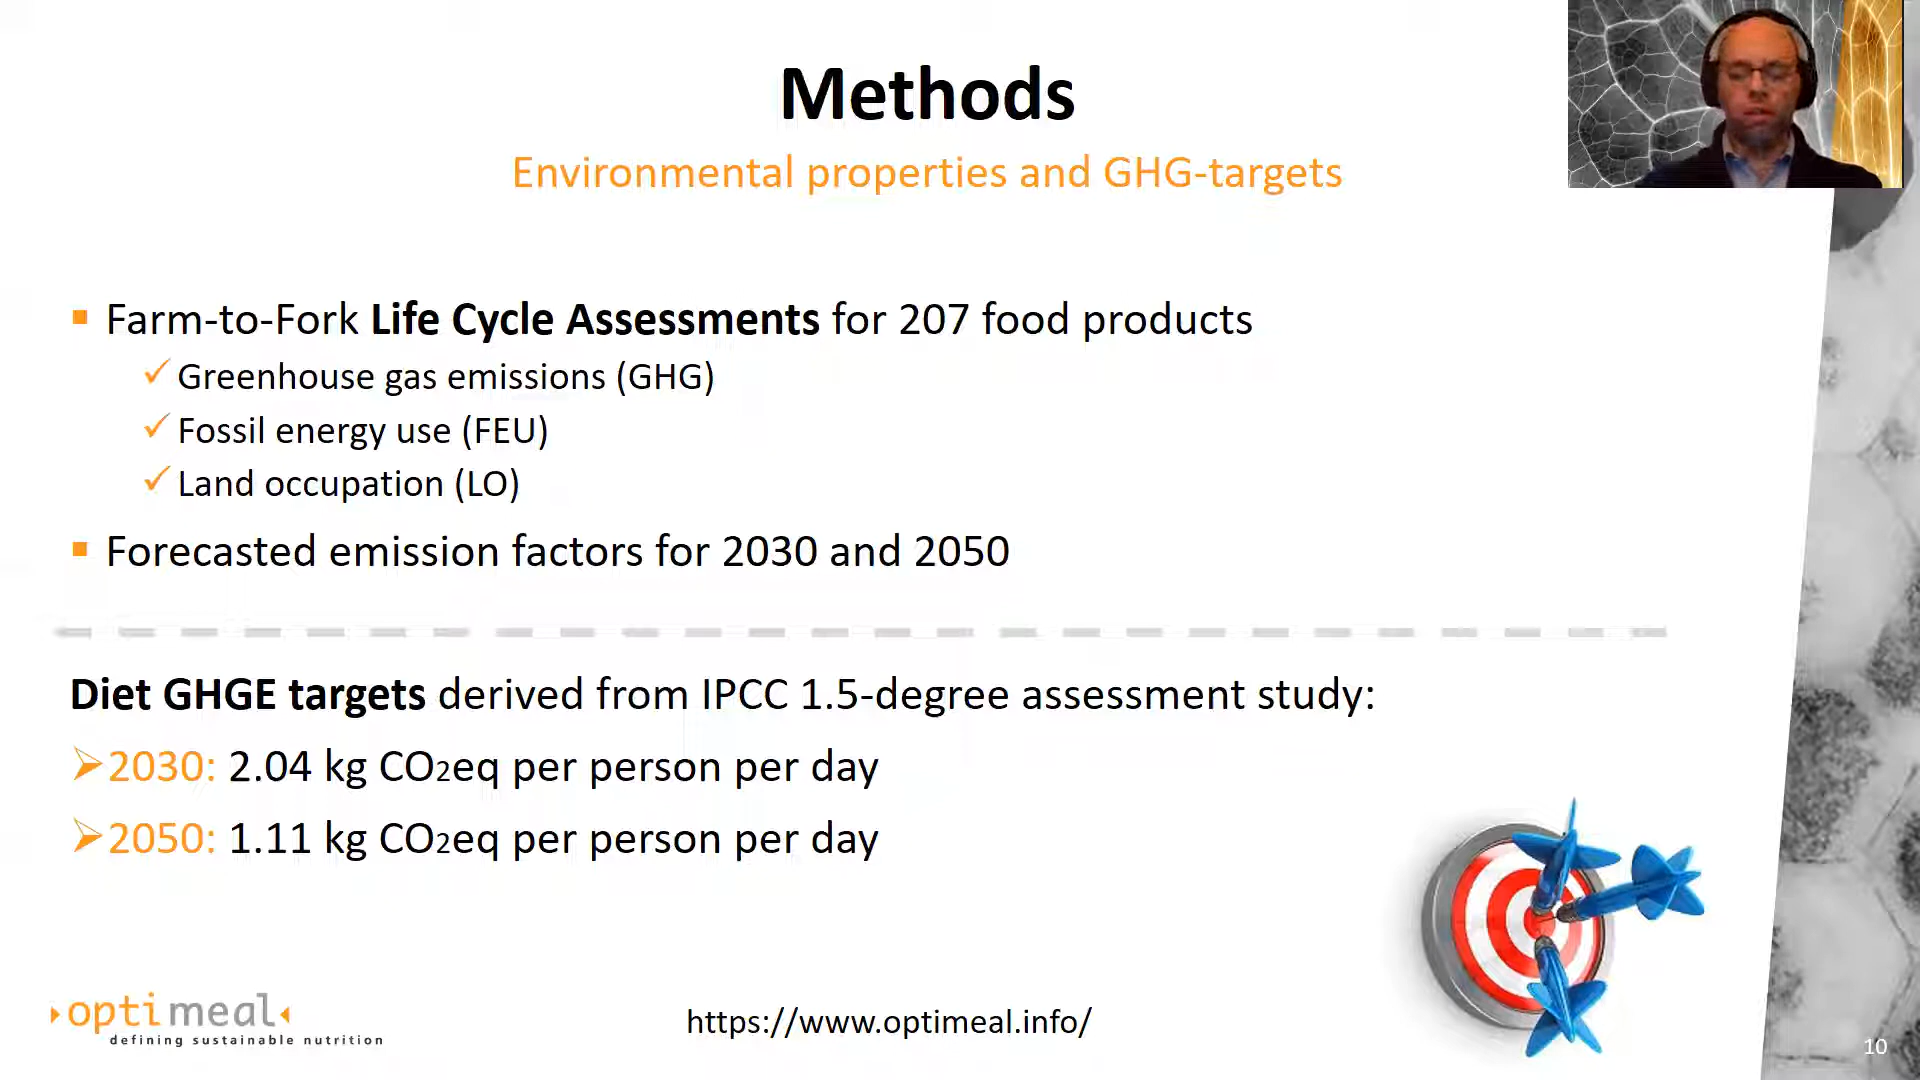 Methods
Environmental properties and GHG-targets
Farm-to-Fork Life Cycle Assessments for 207 food products
Greenhouse gas emissions (GHG)
Fossil energy use (FEU)
Land occupation (LO)
Forecasted emission factors for 2030 and 2050
Diet GHGE targets derived from IPCC 1.5-degree assessment study:
2030: 2.04 kg CO2eq per person per day
2050: 1.11 kg CO2eq per person per day
optimeal
defining sustainable nutrition
https://www.optimeal.info/
10